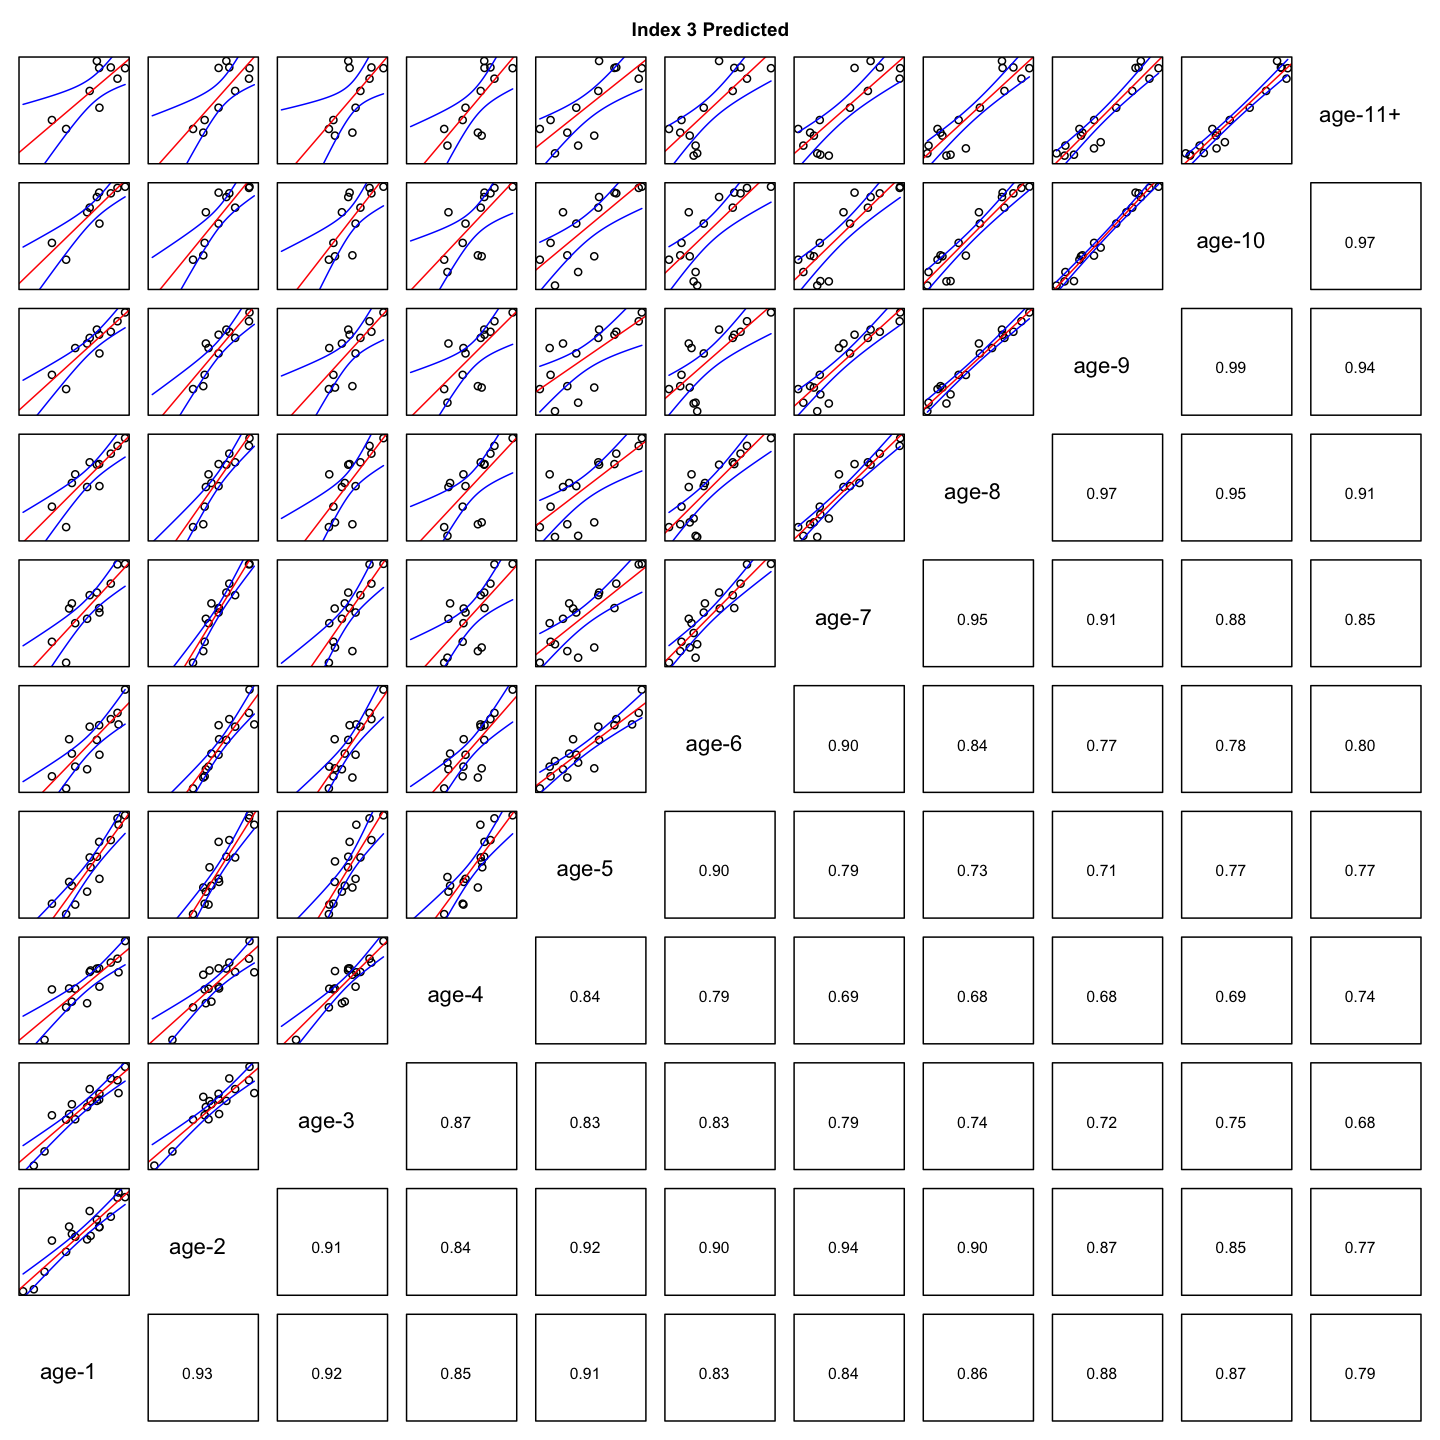 Index 3 Predicted
age-11+
age-10 0.97
age-9 0.99 0.94
age-8 0.97 0.95 0.91
age-7 0.95 0.91 0.88 0.85
age-6 0.90 0.84 0.77 0.78 0.80
age-5 0.90 0.79 0.73 0.71 0.77 0.77
age-4 0.84 0.79 0.69 0.68 0.68 0.69 0.74
age-3 0.87 0.83 0.83 0.79 0.74 0.72 0.75 0.68
age-2 0.91 0.84 0.92 0.90 0.94 0.90 0.87 0.85 0.77
age-1 0.93 0.92 0.85 0.91 0.83 0.84 0.86 0.88 0.87 0.79